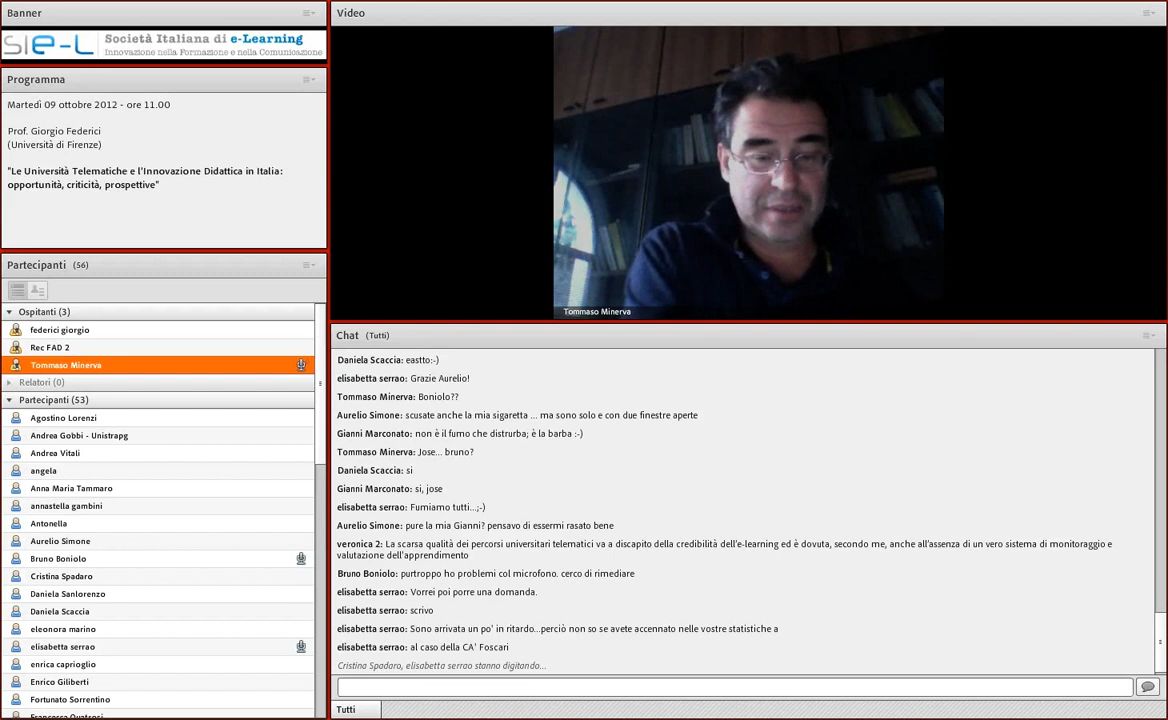 Banner
sie-L Società Italiana di e-Learning
Innovazione nella Formazione e nella Comunicazione
Programma
Martedì 09 ottobre 2012 - ore 11.00
Prof. Giorgio Federici
(Università di Firenze)
"Le Università Telematiche e l'Innovazione Didattica in Italia:
opportunità, criticità, prospettive"
Partecipanti (56)
Ospitanti (3)
federici giorgio
Rec FAD 2
Tommaso Minerva
Relatori (0)
Partecipanti (53)
Agostino Lorenzi
Andrea Gobbi - Unistrapg
Andrea Vitali
angela
Anna Maria Tammaro
annastella gambini
Antonella
Aurelio Simone
Bruno Boniolo
Cristina Spadaro
Daniela Sanlorenzo
Daniela Scaccia
eleonora marino
elisabetta serrao
enrica caprioglio
Enrico Giliberti
Fortunato Sorrentino
Francesca Quatrosi
Video
Tommaso Minerva
Chat (Tutti)
Daniela Scaccia: eastto:-)
elisabetta serrao: Grazie Aurelio!
Tommaso Minerva: Boniolo??
Aurelio Simone: scusate anche la mia sigaretta ... ma sono solo e con due finestre aperte
Gianni Marconato: non è il fumo che distrurba; è la barba :-)
Tommaso Minerva: Jose... bruno?
Daniela Scaccia: si
Gianni Marconato: si, jose
elisabetta serrao: Fumiamo tutti...;-)
Aurelio Simone: pure la mia Gianni? pensavo di essermi rasato bene
veronica 2: La scarsa qualità dei percorsi universitari telematici va a discapito della credibilità dell'e-learning ed è dovuta, secondo me, anche all'assenza di un vero sistema di monitoraggio e
valutazione dell'apprendimento
Bruno Boniolo: purtroppo ho problemi col microfono. cerco di rimediare
elisabetta serrao: Vorrei poi porre una domanda.
elisabetta serrao: scrivo
elisabetta serrao: Sono arrivata un po' in ritardo...perciò non so se avete accennato nelle vostre statistiche a
elisabetta serrao: al caso della CA' Foscari
Cristina Spadaro, elisabetta serrao stanno digitando...
Tutti